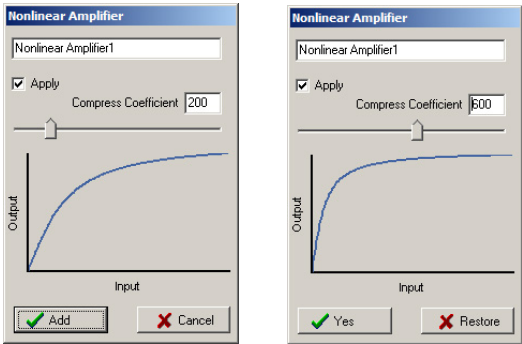 Nonlinear Amplifier
Nonlinear Amplifier1
Apply
Compress Coefficient 200
Output
Input
Add
Cancel
Nonlinear Amplifier
Nonlinear Amplifier1
Apply
Compress Coefficient 600
Output
Input
Yes
Restore